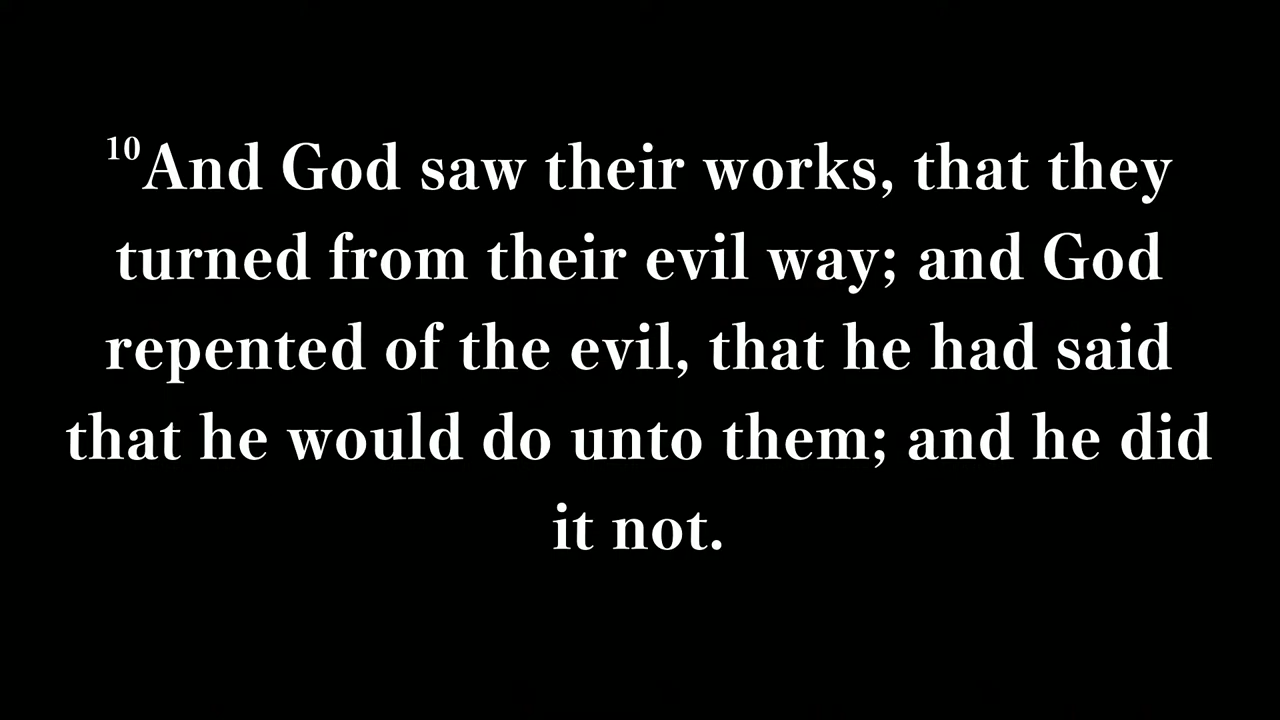 10And God saw their works, that they
turned from their evil way; and God
repented of the evil, that he had said
that he would do unto them; and he did
it not.